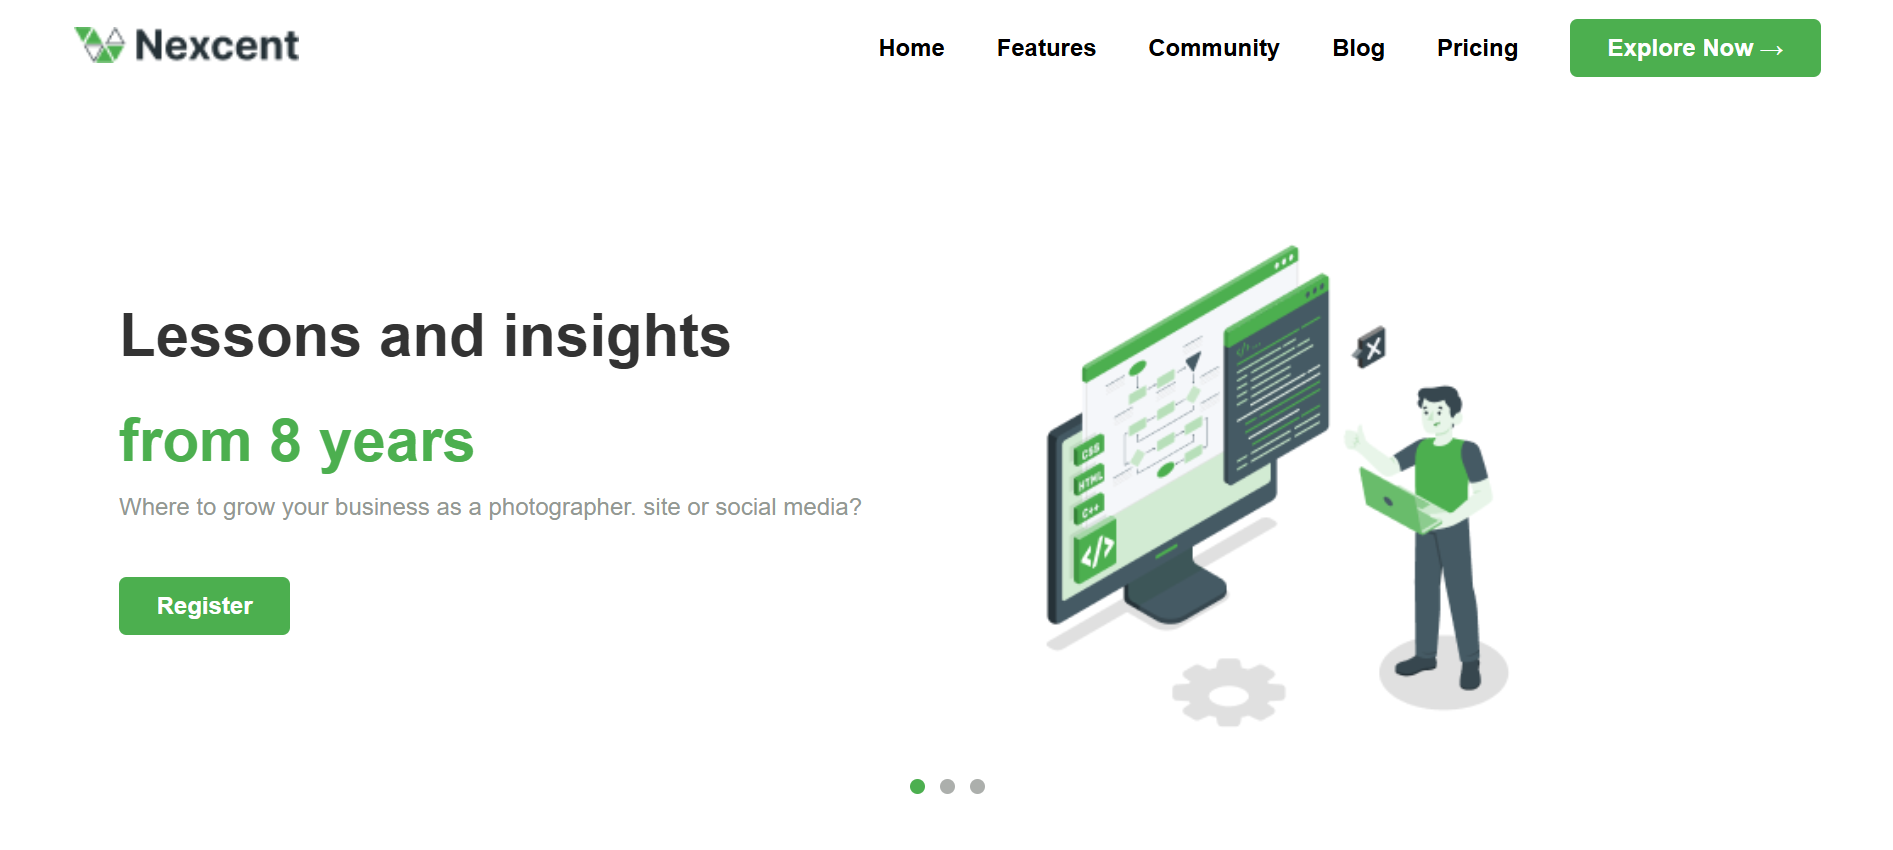 Nexcent
Home Features Community Blog Pricing Explore Now →
Lessons and insights
from 8 years
Where to grow your business as a photographer. site or social media?
Register
CSS
HTML
C++
</>